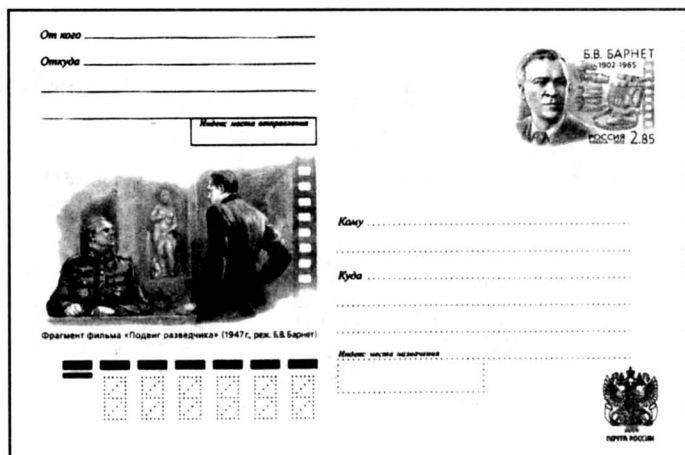 От кого
Откуда
Индекс места отправления
Б.В. БАРНЕТ
1902-1965
РОССИЯ
2.85
Кому
Куда
Индекс места назначения
Фрагмент фильма «Подвиг разведчика» (1947 г., реж. Б.В. Барнет)
ПОЧТА РОССИИ